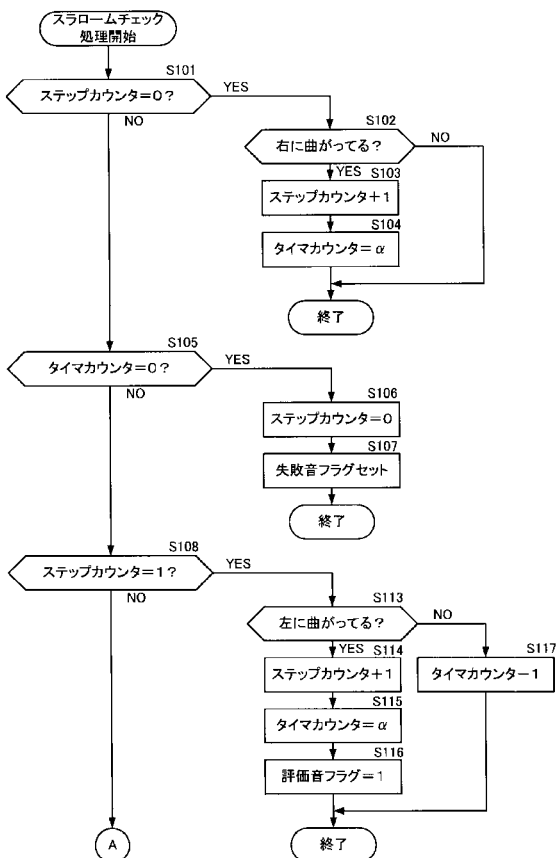 スラロームチェック
処理開始
S101
ステップカウンタ=0?
YES
NO
S102
右に曲がってる?
NO
YES
S103
ステップカウンタ+1
S104
タイマカウンタ=α
終了
S105
タイマカウンタ=0?
YES
NO
S106
ステップカウンタ=0
S107
失敗音フラグセット
終了
S108
ステップカウンタ=1?
YES
NO
S113
左に曲がってる?
NO
YES
S114
ステップカウンタ+1
S117
タイマカウンター1
S115
タイマカウンタ=α
S116
評価音フラグ=1
A
終了